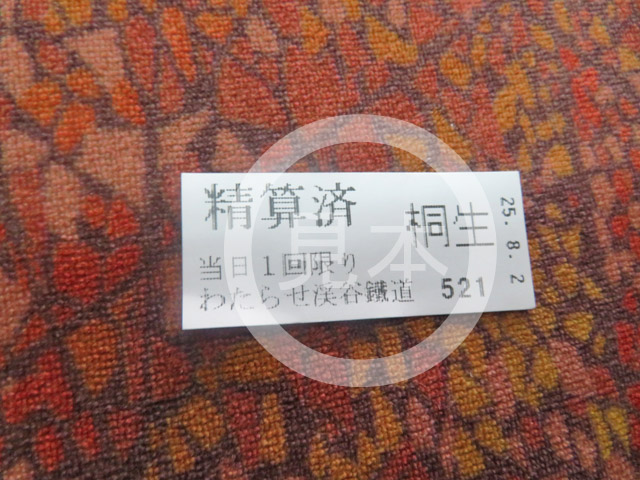 精算済
桐生
25.8.2
当日1回限り
わたらせ渓谷鐵道
521
見本